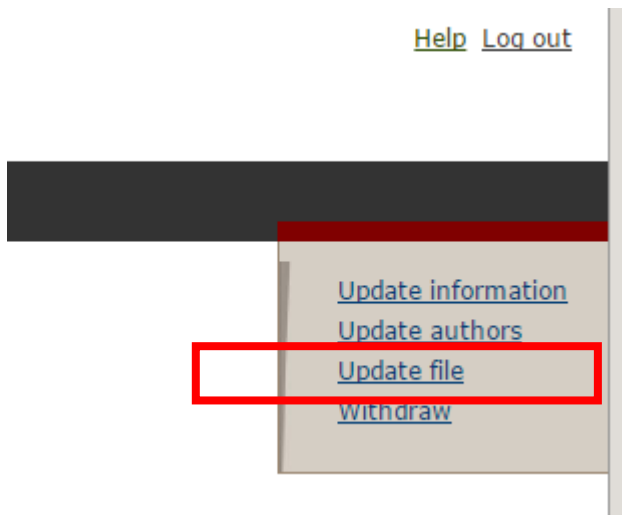 Help Log out
Update information
Update authors
Update file
Withdraw